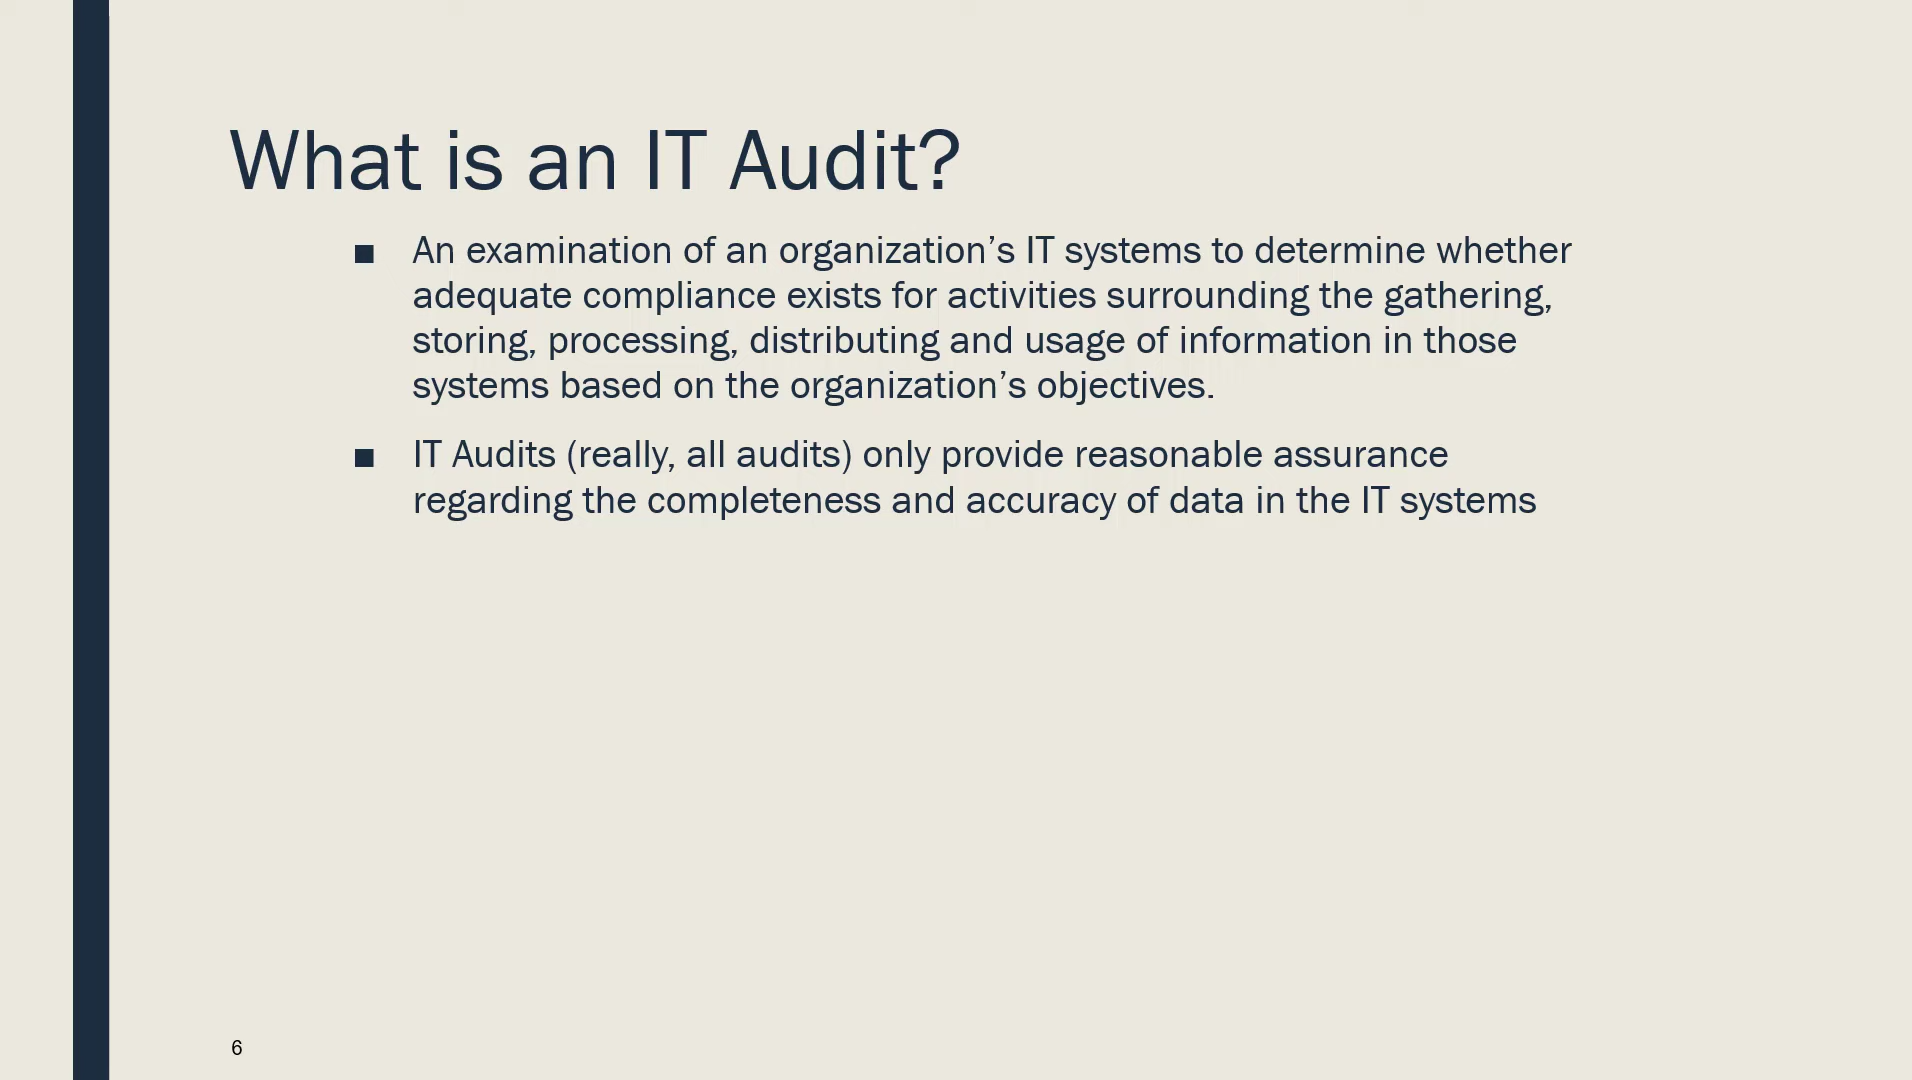 What is an IT Audit?
■ An examination of an organization’s IT systems to determine whether
adequate compliance exists for activities surrounding the gathering,
storing, processing, distributing and usage of information in those
systems based on the organization’s objectives.
■ IT Audits (really, all audits) only provide reasonable assurance
regarding the completeness and accuracy of data in the IT systems
6